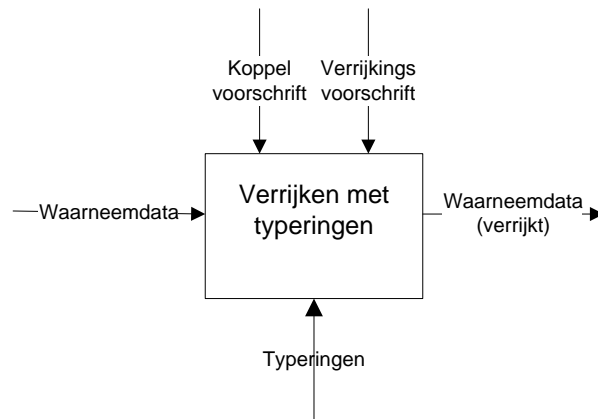 Koppel
voorschrift
Verrijkings
voorschrift
Waarneemdata
Verrijken met
typeringen
Waarneemdata
(verrijkt)
Typeringen